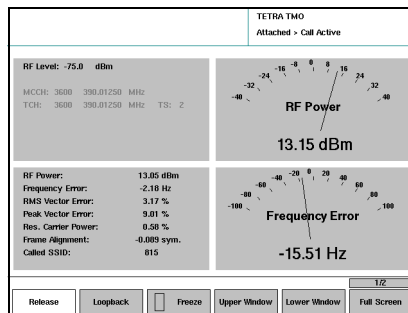 TETRA TMO
Attached > Call Active
RF Level: -75.0 dBm
MCCH: 3600 390.01250 MHz
TCH: 3600 390.01250 MHz TS: 2
-40 -32 -24 -16 -8 0 8 16 24 32 40
RF Power
13.15 dBm
RF Power: 13.05 dBm
Frequency Error: -2.18 Hz
RMS Vector Error: 3.17 %
Peak Vector Error: 9.01 %
Res. Carrier Power: 0.58 %
Frame Alignment: -0.089 sym.
Called SSID: 815
-100 -80 -60 -40 -20 0 20 40 60 80 100
Frequency Error
-15.51 Hz
1/2
Release Loopback Freeze Upper Window Lower Window Full Screen